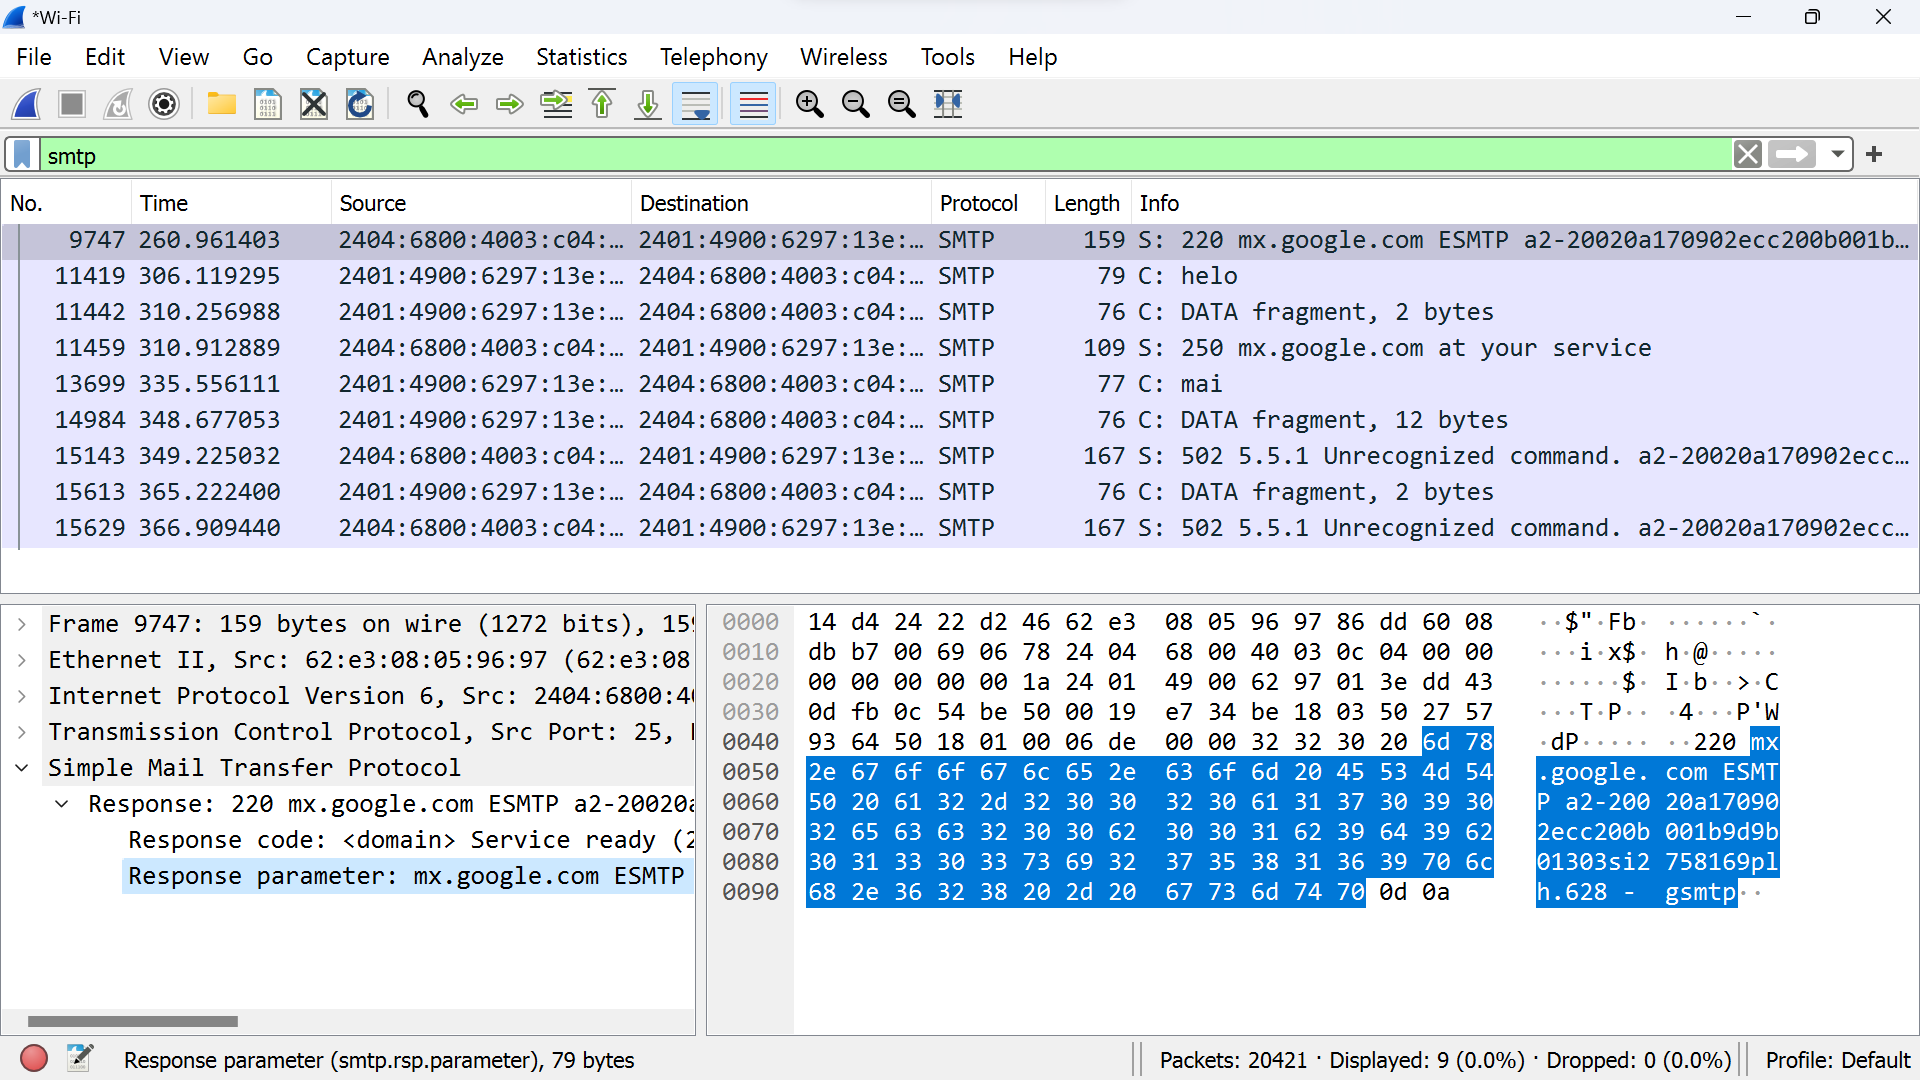 *Wi-Fi
File Edit View Go Capture Analyze Statistics Telephony Wireless Tools Help
smtp
No. Time Source Destination Protocol Length Info
9747 260.961403 2404:6800:4003:c04:… 2401:4900:6297:13e:… SMTP 159 S: 220 mx.google.com ESMTP a2-20020a170902ecc200b001b…
11419 306.119295 2401:4900:6297:13e:… 2404:6800:4003:c04:… SMTP 79 C: helo
11442 310.256988 2401:4900:6297:13e:… 2404:6800:4003:c04:… SMTP 76 C: DATA fragment, 2 bytes
11459 310.912889 2404:6800:4003:c04:… 2401:4900:6297:13e:… SMTP 109 S: 250 mx.google.com at your service
13699 335.556111 2401:4900:6297:13e:… 2404:6800:4003:c04:… SMTP 77 C: mai
14984 348.677053 2401:4900:6297:13e:… 2404:6800:4003:c04:… SMTP 76 C: DATA fragment, 12 bytes
15143 349.225032 2404:6800:4003:c04:… 2401:4900:6297:13e:… SMTP 167 S: 502 5.5.1 Unrecognized command. a2-20020a170902ecc…
15613 365.222400 2401:4900:6297:13e:… 2404:6800:4003:c04:… SMTP 76 C: DATA fragment, 2 bytes
15629 366.909440 2404:6800:4003:c04:… 2401:4900:6297:13e:… SMTP 167 S: 502 5.5.1 Unrecognized command. a2-20020a170902ecc…
Frame 9747: 159 bytes on wire (1272 bits), 159
Ethernet II, Src: 62:e3:08:05:96:97 (62:e3:08
Internet Protocol Version 6, Src: 2404:6800:4
Transmission Control Protocol, Src Port: 25,
Simple Mail Transfer Protocol
Response: 220 mx.google.com ESMTP a2-20020a
Response code: <domain> Service ready (2
Response parameter: mx.google.com ESMTP
0000 14 d4 24 22 d2 46 62 e3 08 05 96 97 86 dd 60 08 ··$"·Fb· ······`·
0010 db b7 00 69 06 78 24 04 68 00 40 03 0c 04 00 00 ···i·x$· h·@·····
0020 00 00 00 00 00 1a 24 01 49 00 62 97 01 3e dd 43 ······$· I·b··>·C
0030 0d fb 0c 54 be 50 00 19 e7 34 be 18 03 50 27 57 ···T·P·· ·4···P'W
0040 93 64 50 18 01 00 06 de 00 00 32 32 30 20 6d 78 ·dP····· ··220 mx
0050 2e 67 6f 6f 67 6c 65 2e 63 6f 6d 20 45 53 4d 54 .google. com ESMT
0060 50 20 61 32 2d 32 30 30 32 30 61 31 37 30 39 30 P a2-200 20a17090
0070 32 65 63 63 32 30 30 62 30 30 31 62 39 64 39 62 2ecc200b 001b9d9b
0080 30 31 33 30 33 73 69 32 37 35 38 31 36 39 70 6c 01303si2 758169pl
0090 68 2e 36 32 38 20 2d 20 67 73 6d 74 70 0d 0a h.628 - gsmtp··
Response parameter (smtp.rsp.parameter), 79 bytes
Packets: 20421 · Displayed: 9 (0.0%) · Dropped: 0 (0.0%)
Profile: Default